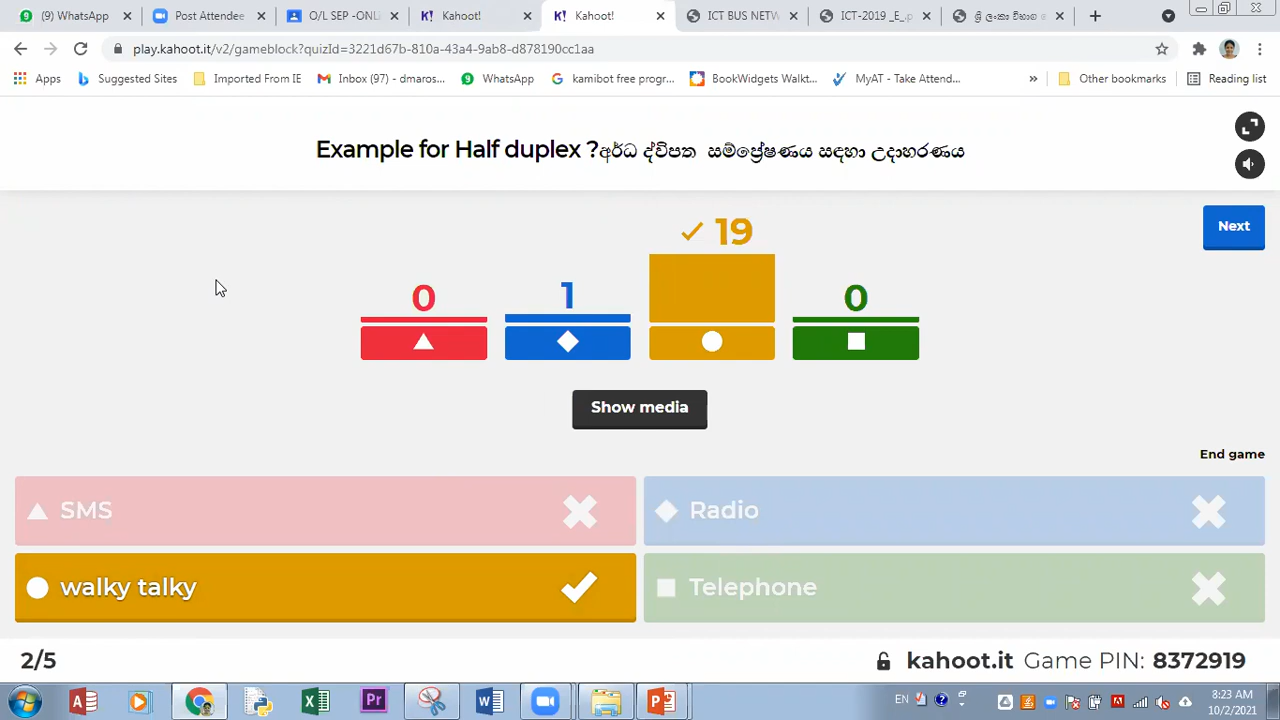 (9) WhatsApp
Post Attendee
O/L SEP -ONLI
Kahoot!
Kahoot!
ICT BUS NETW
ICT_2019 _E_.p
ශ්‍රී ලංකා විභාග
play.kahoot.it/v2/gameblock?quizId=3221d67b-810a-43a4-9ab8-d878190cc1aa
Apps
Suggested Sites
Imported From IE
Inbox (97) - dmaros...
WhatsApp
kamibot free progr...
BookWidgets Walkt...
MyAT - Take Attend...
Other bookmarks
Reading list
Example for Half duplex ?අර්ධ ද්විපත සම්ප්‍රේෂණය සඳහා උදාහරණය
Next
0
1
19
0
Show media
End game
SMS
Radio
walky talky
Telephone
2/5
kahoot.it Game PIN: 8372919
EN
8:23 AM
10/2/2021